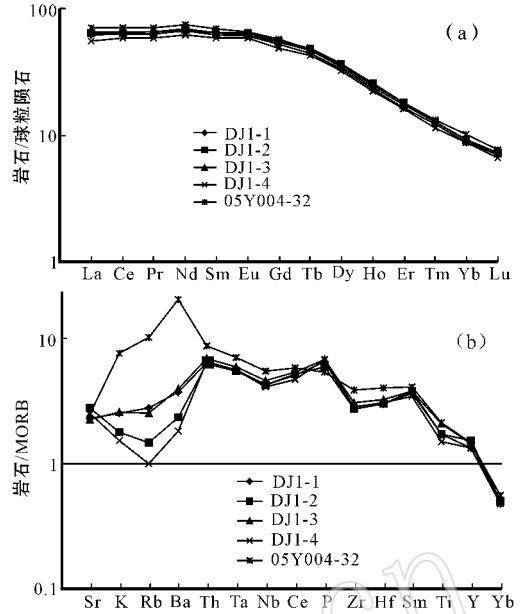 100
(a)
岩石/球粒陨石
10
DJ1-1
DJ1-2
DJ1-3
DJ1-4
05Y004-32
1
La Ce Pr Nd Sm Eu Gd Tb Dy Ho Er Tm Yb Lu
(b)
10
岩石/MORB
1
DJ1-1
DJ1-2
DJ1-3
DJ1-4
05Y004-32
0.1
Sr K Rb Ba Th Ta Nb Ce P Zr Hf Sm Ti Y Yb